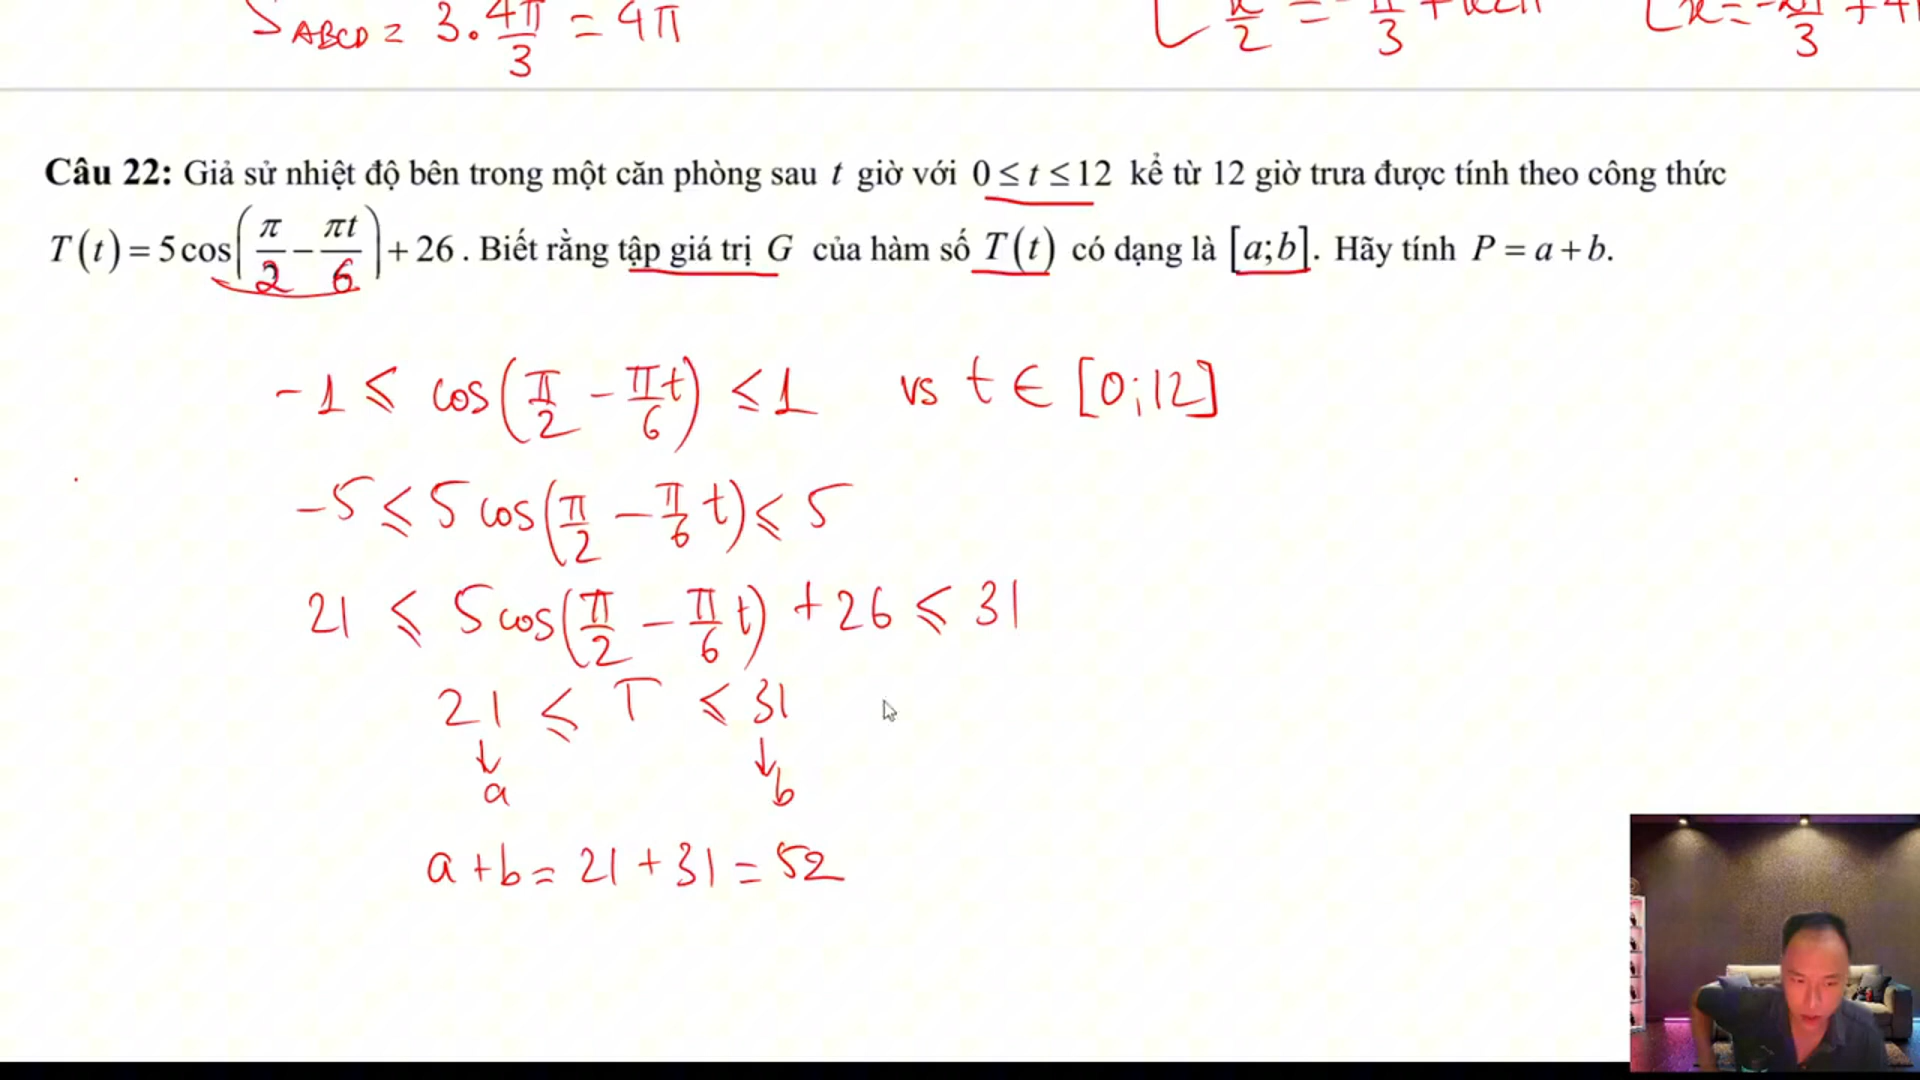 S ABCD = 3. 4π/3 = 4π
Câu 22: Giả sử nhiệt độ bên trong một căn phòng sau t giờ với 0 ≤ t ≤ 12 kể từ 12 giờ trưa được tính theo công thức
T(t) = 5cos(π/2 − πt/6) + 26. Biết rằng tập giá trị G của hàm số T(t) có dạng là [a;b]. Hãy tính P = a + b.
-1 ≤ cos(π/2 - πt/6) ≤ 1 vs t ∈ [0;12]
-5 ≤ 5cos(π/2 - π/6 t) ≤ 5
21 ≤ 5cos(π/2 - π/6 t) + 26 ≤ 31
21 ≤ T ≤ 31
↓ ↓
a b
a + b = 21 + 31 = 52